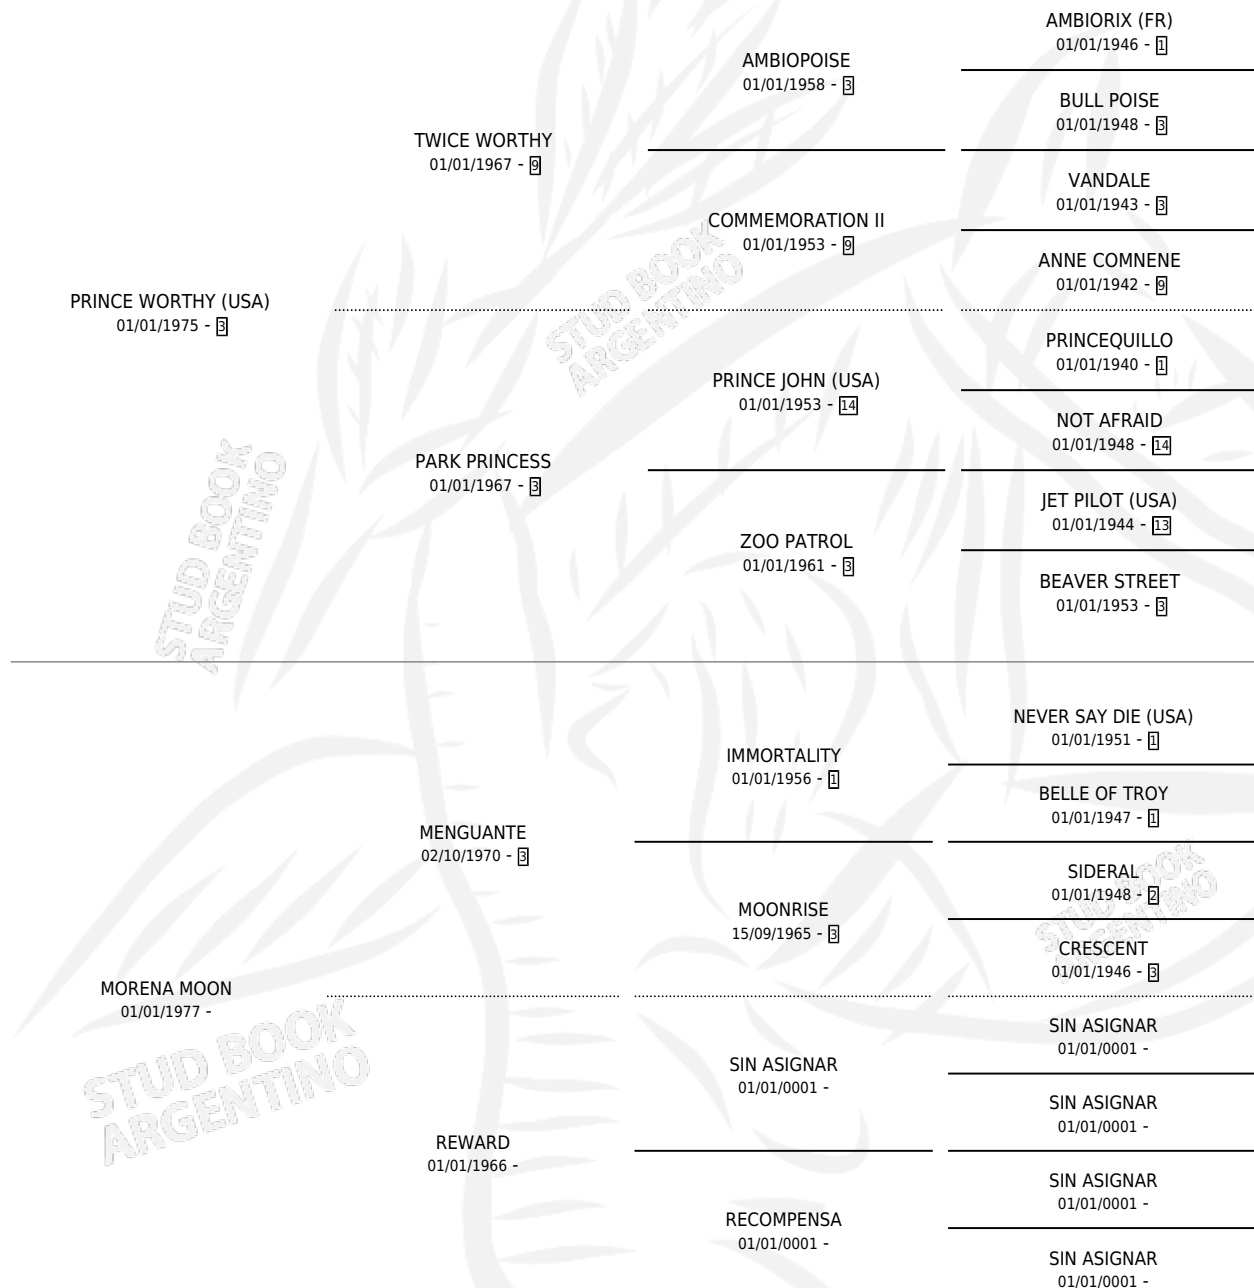 AMBIORIX (FR)
01/01/1946 - 1
AMBIOPOISE
01/01/1958 - 3
BULL POISE
01/01/1948 - 3
TWICE WORTHY
01/01/1967 - 9
VANDALE
01/01/1943 - 3
COMMEMORATION II
01/01/1953 - 9
ANNE COMNENE
01/01/1942 - 9
PRINCE WORTHY (USA)
01/01/1975 - 3
PRINCEQUILLO
01/01/1940 - 1
PRINCE JOHN (USA)
01/01/1953 - 14
NOT AFRAID
01/01/1948 - 14
PARK PRINCESS
01/01/1967 - 3
JET PILOT (USA)
01/01/1944 - 13
ZOO PATROL
01/01/1961 - 3
BEAVER STREET
01/01/1953 - 3
NEVER SAY DIE (USA)
01/01/1951 - 1
IMMORTALITY
01/01/1956 - 1
BELLE OF TROY
01/01/1947 - 1
MENGUANTE
02/10/1970 - 3
SIDERAL
01/01/1948 - 2
MOONRISE
15/09/1965 - 3
CRESCENT
01/01/1946 - 3
MORENA MOON
01/01/1977 -
SIN ASIGNAR
01/01/0001 -
SIN ASIGNAR
01/01/0001 -
SIN ASIGNAR
01/01/0001 -
REWARD
01/01/1966 -
SIN ASIGNAR
01/01/0001 -
RECOMPENSA
01/01/0001 -
SIN ASIGNAR
01/01/0001 -
STUD BOOK
ARGENTINO
STUD BOOK
ARGENTINO
STUD BOOK
ARGENTINO
STUD BOOK
ARGENTINO